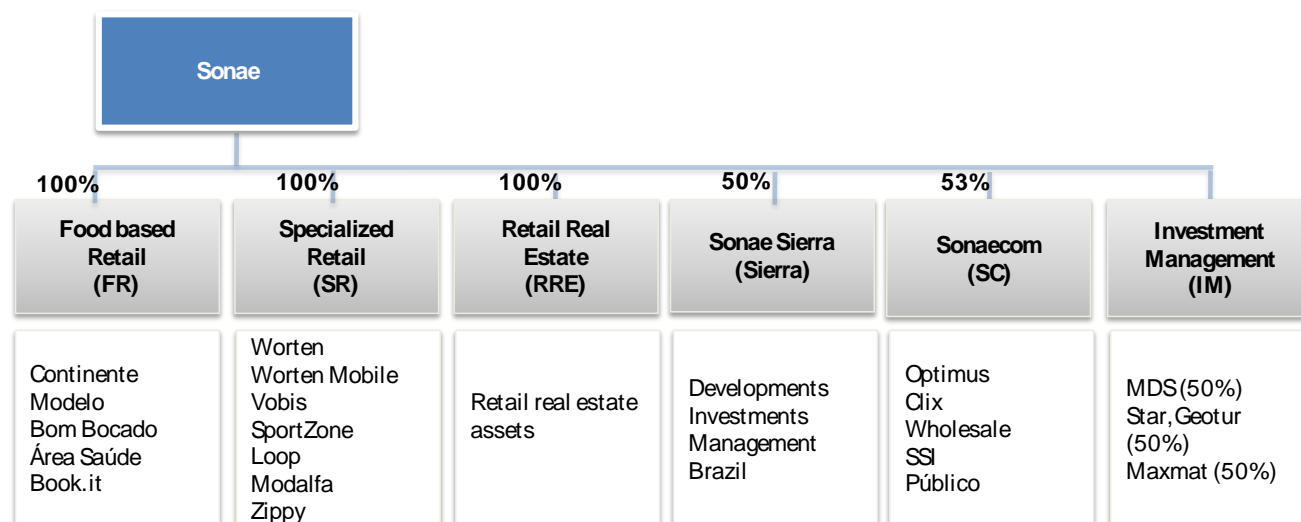 Sonae
100%
100%
100%
50%
53%
Food based
Retail
(FR)
Specialized
Retail
(SR)
Retail Real
Estate
(RRE)
Sonae Sierra
(Sierra)
Sonaecom
(SC)
Investment
Management
(IM)
Continente
Modelo
Bom Bocado
Área Saúde
Book.it
Worten
Worten Mobile
Vobis
SportZone
Loop
Modalfa
Zippy
Retail real estate
assets
Developments
Investments
Management
Brazil
Optimus
Clix
Wholesale
SSI
Público
MDS (50%)
Star,Geotur
(50%)
Maxmat (50%)